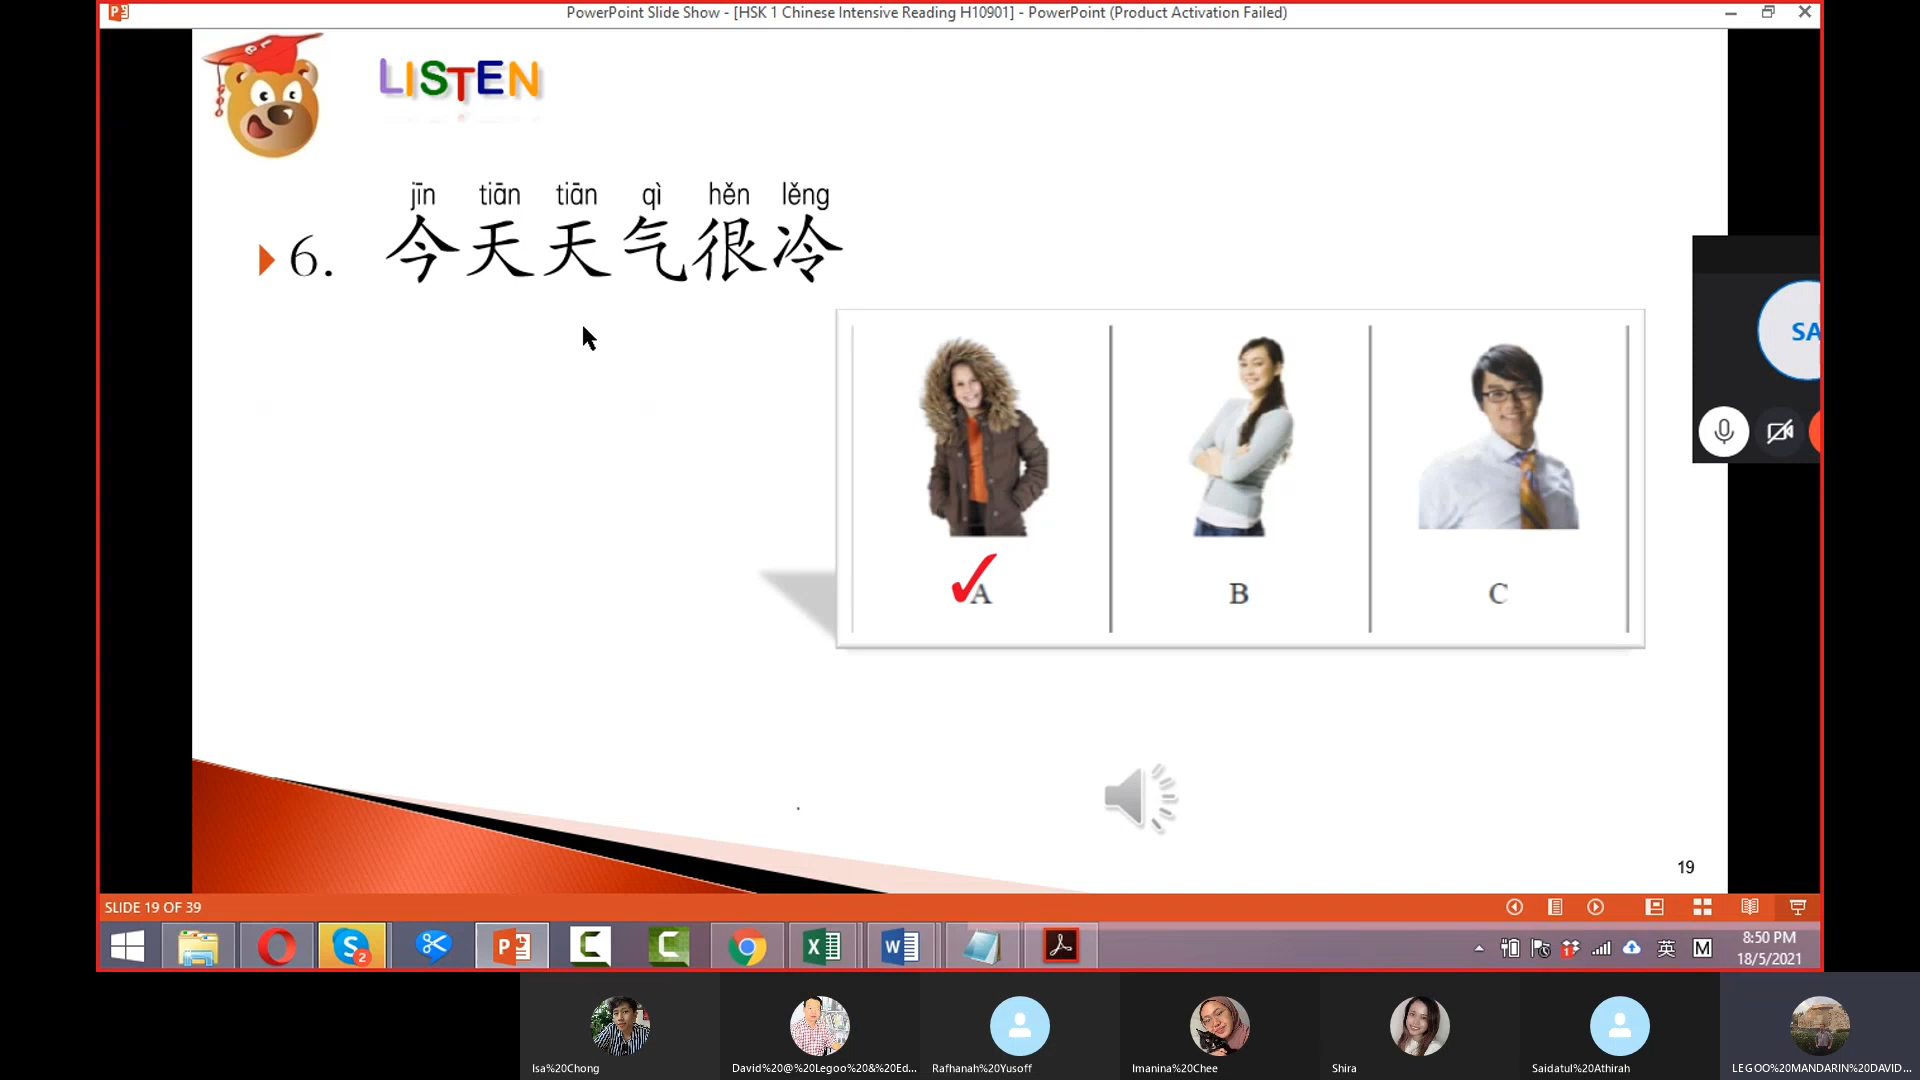 PowerPoint Slide Show - [HSK 1 Chinese Intensive Reading H10901] - PowerPoint (Product Activation Failed)
LISTEN
jīn tiān tiān qì hěn lěng
6. 今天天气很冷
SA
A B C
19
SLIDE 19 OF 39
8:50 PM
英 M
18/5/2021
Isa%20Chong
David%20@%20Legoo%20&%20Ed...
Rafhanah%20Yusoff
Imanina%20Chee
Shira
Saidatul%20Athirah
LEGOO%20MANDARIN%20DAVID...